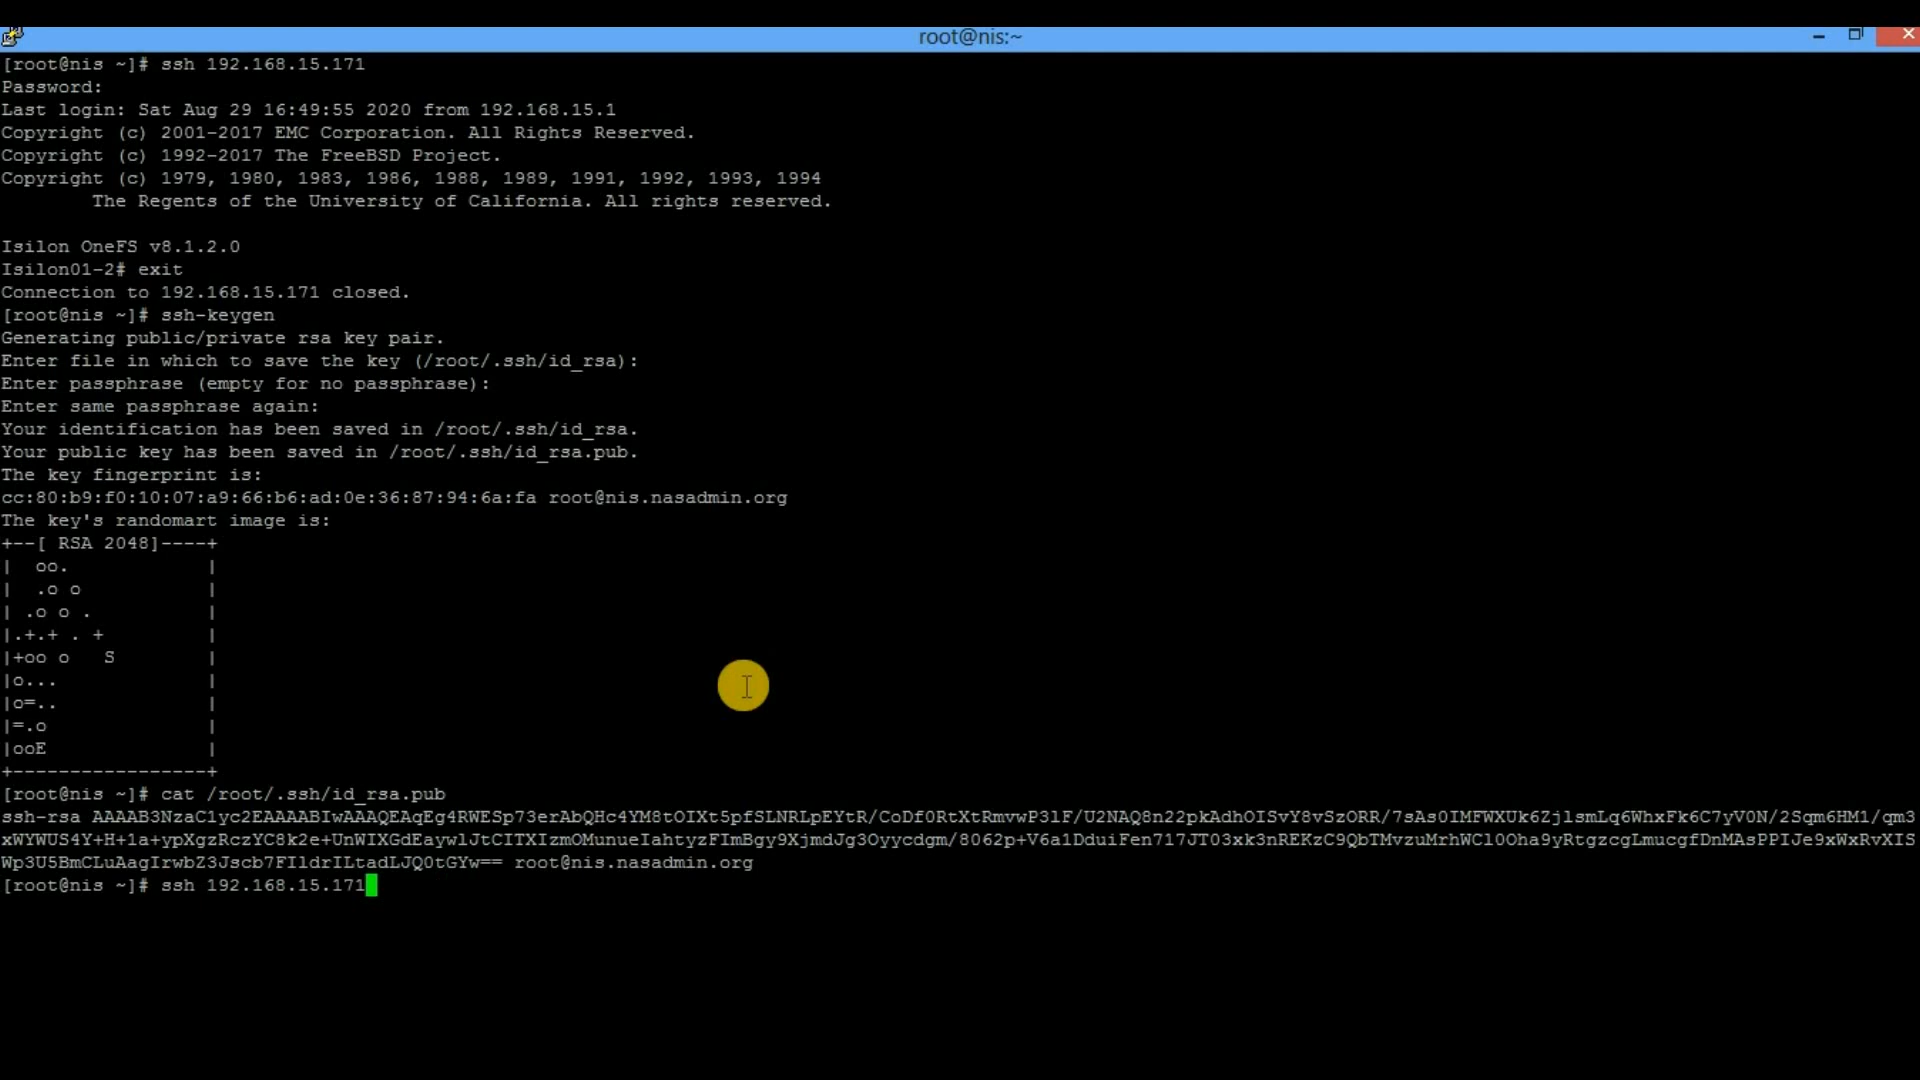 root@nis:~
[root@nis ~]# ssh 192.168.15.171
Password:
Last login: Sat Aug 29 16:49:55 2020 from 192.168.15.1
Copyright (c) 2001-2017 EMC Corporation. All Rights Reserved.
Copyright (c) 1992-2017 The FreeBSD Project.
Copyright (c) 1979, 1980, 1983, 1986, 1988, 1989, 1991, 1992, 1993, 1994
        The Regents of the University of California. All rights reserved.

Isilon OneFS v8.1.2.0
Isilon01-2# exit
Connection to 192.168.15.171 closed.
[root@nis ~]# ssh-keygen
Generating public/private rsa key pair.
Enter file in which to save the key (/root/.ssh/id_rsa):
Enter passphrase (empty for no passphrase):
Enter same passphrase again:
Your identification has been saved in /root/.ssh/id_rsa.
Your public key has been saved in /root/.ssh/id_rsa.pub.
The key fingerprint is:
cc:80:b9:f0:10:07:a9:66:b6:ad:0e:36:87:94:6a:fa root@nis.nasadmin.org
The key's randomart image is:
+--[ RSA 2048]----+
|  oo.            |
|  .o o           |
| .o o .          |
|.+.+ . +         |
|+oo o   S        |
|o...             |
|o=..             |
|=.o              |
|ooE              |
+-----------------+
[root@nis ~]# cat /root/.ssh/id_rsa.pub
ssh-rsa AAAAB3NzaC1yc2EAAAABIwAAAQEAqEg4RWESp73erAbQHc4YM8tOIXt5pfSLNRLpEYtR/CoDf0RtXtRmvwP3lF/U2NAQ8n22pkAdhOISvY8vSzORR/7sAs0IMFWXUk6ZjlsmLq6WhxFk6C7yV0N/2Sqm6HM1/qm3
xWYWUS4Y+H+1a+ypXgzRczYC8k2e+UnWIXGdEaywlJtCITXIzmOMunueIahtyzFImBgy9XjmdJg3Oyycdgm/8062p+V6a1DduiFen717JT03xk3nREKzC9QbTMvzuMrhWCl0Oha9yRtgzcgLmucgfDnMAsPPIJe9xWxRvXIS
Wp3U5BmCLuAagIrwbZ3Jscb7FIldrILtadLJQ0tGYw== root@nis.nasadmin.org
[root@nis ~]# ssh 192.168.15.171